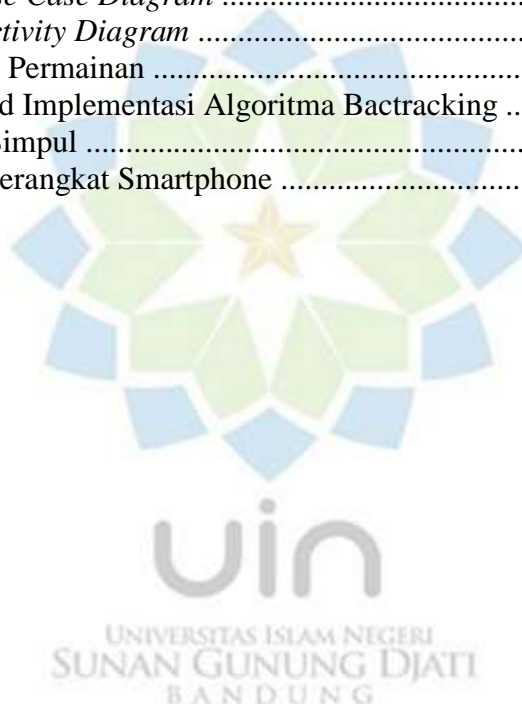 se Case Diagram ..........................................
ctivity Diagram .............................................
Permainan ....................................................
d Implementasi Algoritma Bactracking ..
Simpul ..............................................................
erangkat Smartphone ..................................
uin
UNIVERSITAS ISLAM NEGERI
SUNAN GUNUNG DJATI
BANDUNG